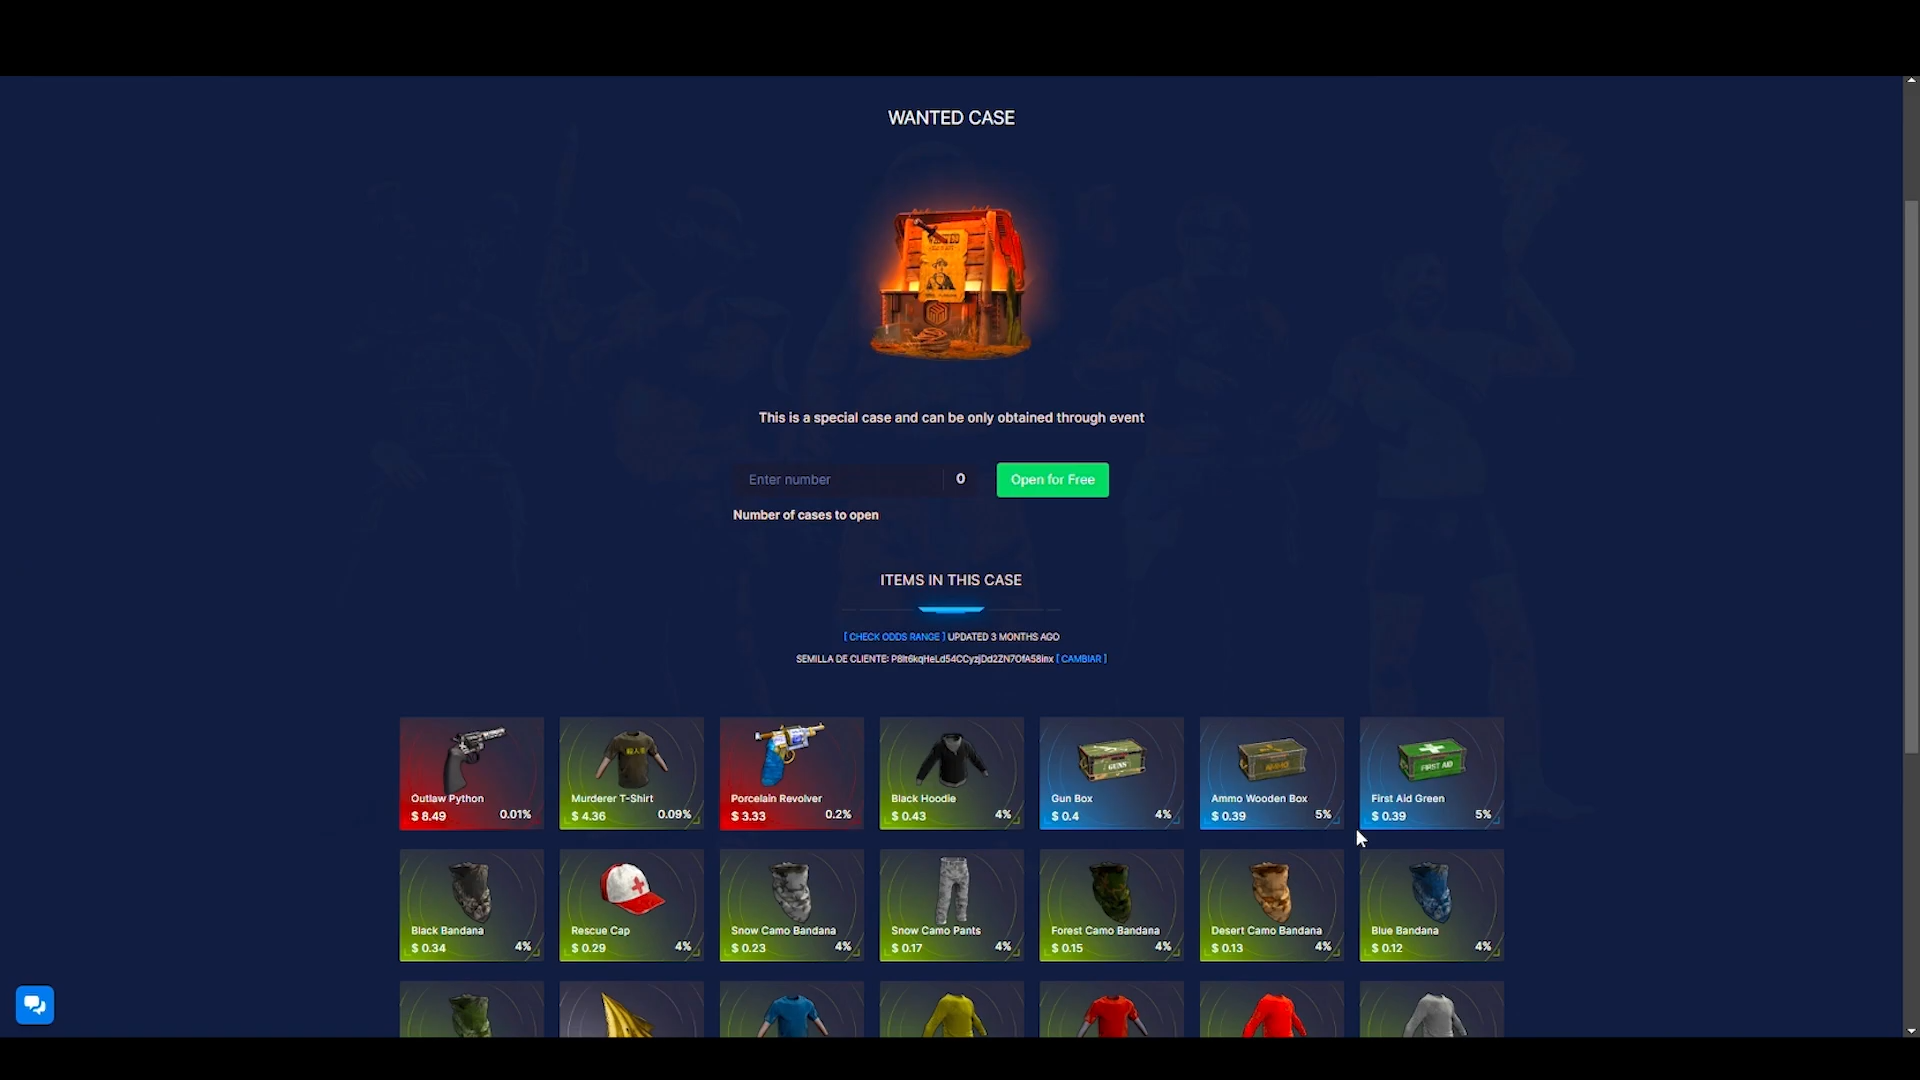 WANTED CASE
WANTED
This is a special case and can be only obtained through event
Enter number 0 Open for Free
Number of cases to open
ITEMS IN THIS CASE
[ CHECK ODDS RANGE ] UPDATED 3 MONTHS AGO
SEMILLA DE CLIENTE: [ CAMBIAR ]
GUNS AMMO FIRST AID
Outlaw Python Murderer T-Shirt Porcelain Revolver Black Hoodie Gun Box Ammo Wooden Box First Aid Green
$ 8.49 0.01% $ 4.36 0.09% $ 3.33 0.2% $ 0.43 4% $ 0.4 4% $ 0.39 5% $ 0.39 5%
Black Bandana Rescue Cap Snow Camo Bandana Snow Camo Pants Forest Camo Bandana Desert Camo Bandana Blue Bandana
$ 0.34 4% $ 0.29 4% $ 0.23 4% $ 0.17 4% $ 0.15 4% $ 0.13 4% $ 0.12 4%